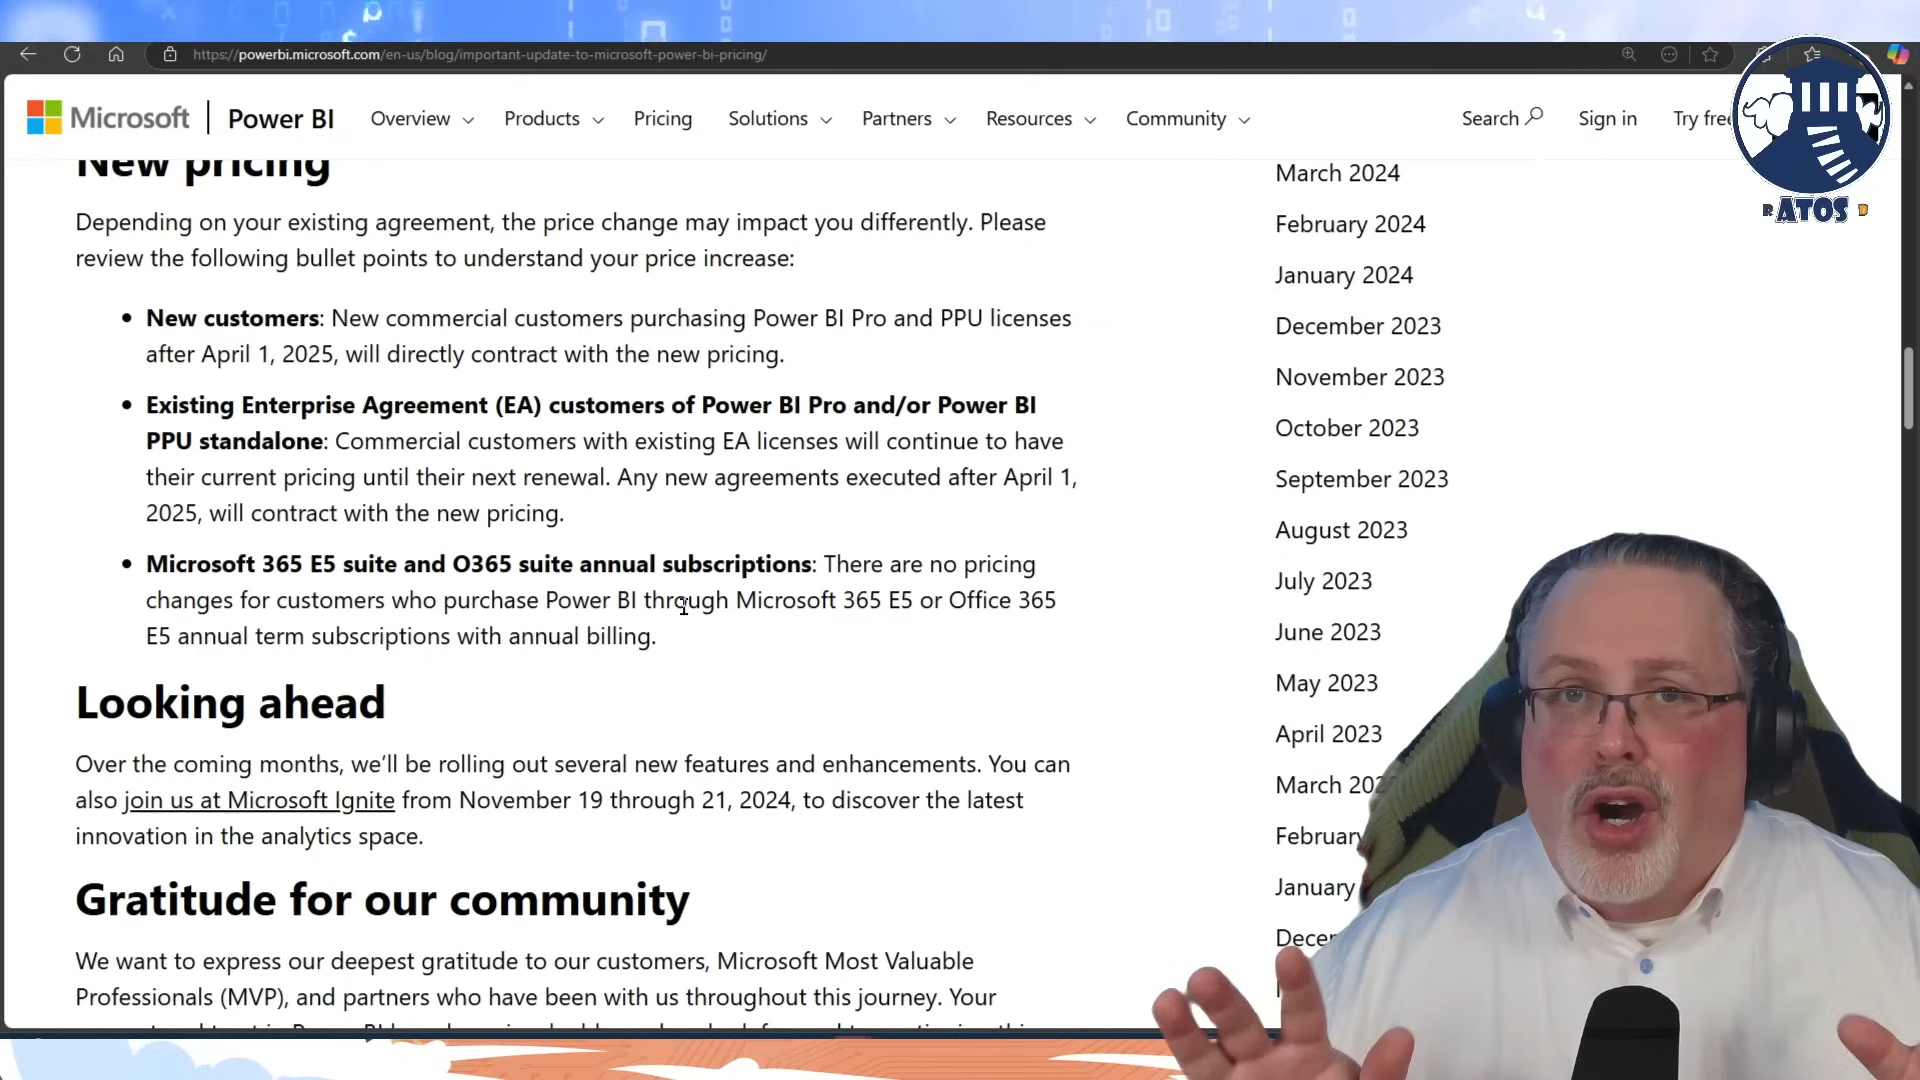 https://powerbi.microsoft.com/en-us/blog/important-update-to-microsoft-power-bi-pricing/
Microsoft | Power BI Overview Products Pricing Solutions Partners Resources Community Search Sign in Try free
New pricing
Depending on your existing agreement, the price change may impact you differently. Please
review the following bullet points to understand your price increase:
• New customers: New commercial customers purchasing Power BI Pro and PPU licenses
after April 1, 2025, will directly contract with the new pricing.
• Existing Enterprise Agreement (EA) customers of Power BI Pro and/or Power BI
PPU standalone: Commercial customers with existing EA licenses will continue to have
their current pricing until their next renewal. Any new agreements executed after April 1,
2025, will contract with the new pricing.
• Microsoft 365 E5 suite and O365 suite annual subscriptions: There are no pricing
changes for customers who purchase Power BI through Microsoft 365 E5 or Office 365
E5 annual term subscriptions with annual billing.
Looking ahead
Over the coming months, we'll be rolling out several new features and enhancements. You can
also join us at Microsoft Ignite from November 19 through 21, 2024, to discover the latest
innovation in the analytics space.
Gratitude for our community
We want to express our deepest gratitude to our customers, Microsoft Most Valuable
Professionals (MVP), and partners who have been with us throughout this journey. Your
March 2024
February 2024
January 2024
December 2023
November 2023
October 2023
September 2023
August 2023
July 2023
June 2023
May 2023
April 2023
March 202
February
January
Decem
R ATOS D